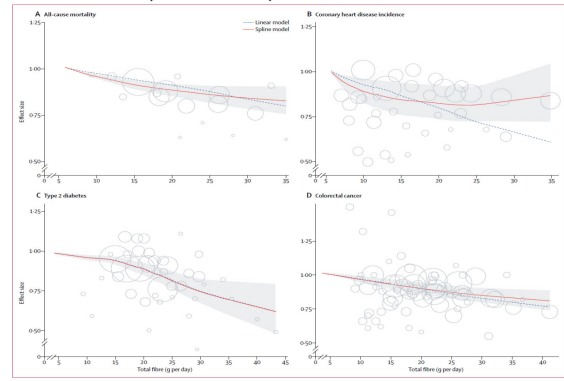 A All-cause mortality
Linear model
Spline model
1·25
1·00
0·75
0·50
0
Effect size
0 5 10 15 20 25 30 35
B Coronary heart disease incidence
1·25
1·00
0·75
0·50
0
0 5 10 15 20 25 30 35
C Type 2 diabetes
1·25
1·00
0·75
0·50
0
Effect size
0 5 10 15 20 25 30 35 40 45
Total fibre (g per day)
D Colorectal cancer
1·25
1·00
0·75
0·50
0
0 5 10 15 20 25 30 35 40
Total fibre (g per day)